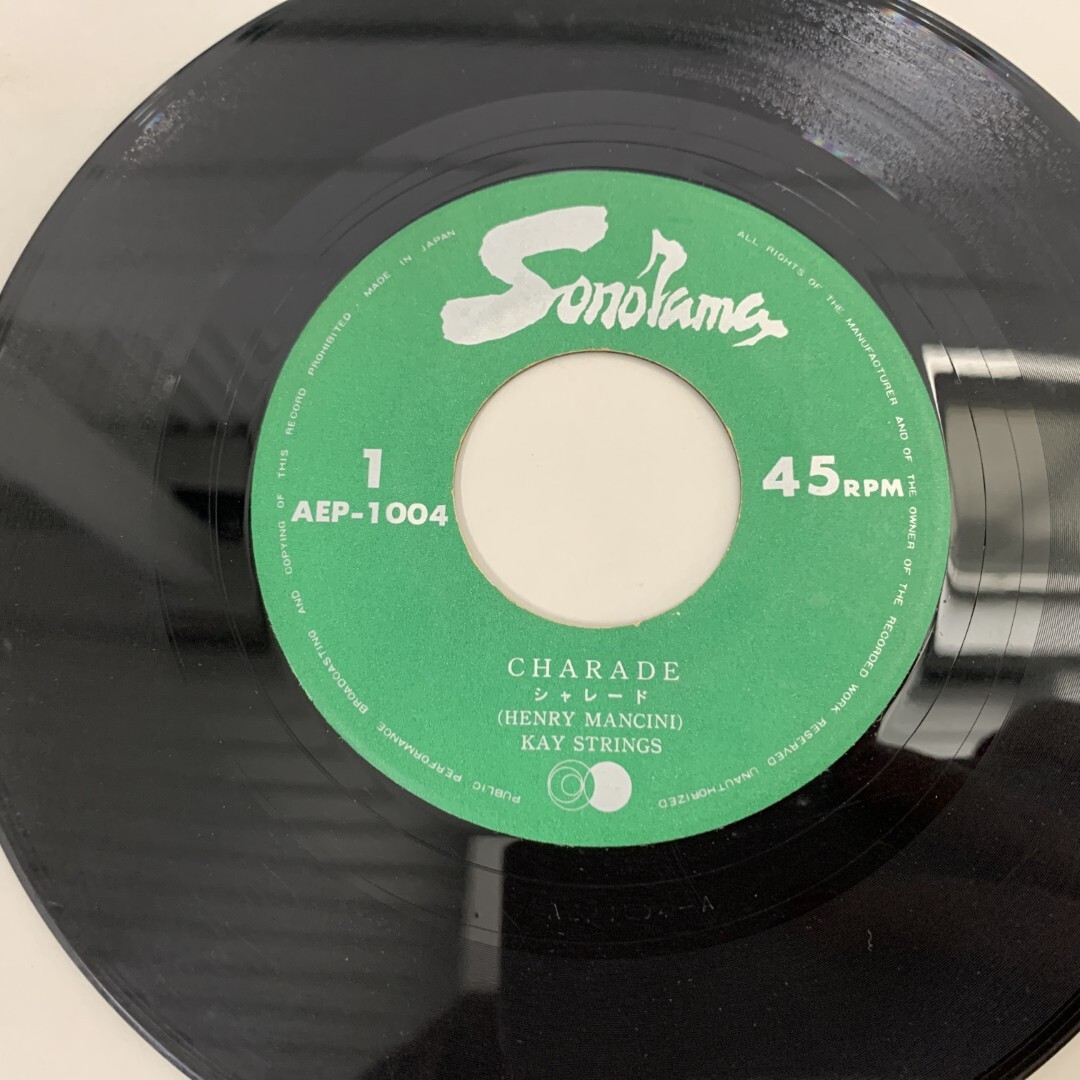 Sonorama
1
AEP-1004
45RPM
CHARADE
シャレード
(HENRY MANCINI)
KAY STRINGS
ALL RIGHTS OF THE MANUFACTURER AND OF THE OWNER OF THE RECORDED WORK RESERVED UNAUTHORIZED PUBLIC PERFORMANCE BROADCASTING AND COPYING OF THIS RECORD PROHIBITED MADE IN JAPAN